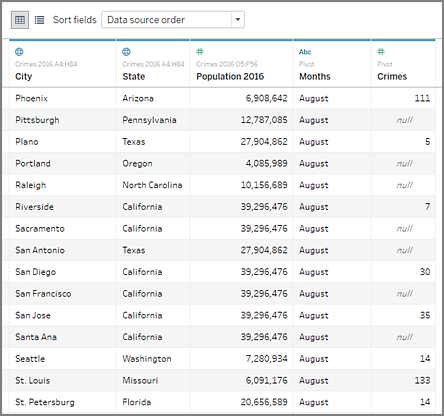 Sort fields Data source order
# Abc #
Crimes 2016 A4:H84 Crimes 2016 A4:H84 Crimes 2016 O5:P56 Pivot Pivot
City State Population 2016 Months Crimes
Phoenix Arizona 6,908,642 August 111
Pittsburgh Pennsylvania 12,787,085 August null
Plano Texas 27,904,862 August 5
Portland Oregon 4,085,989 August null
Raleigh North Carolina 10,156,689 August null
Riverside California 39,296,476 August 7
Sacramento California 39,296,476 August null
San Antonio Texas 27,904,862 August null
San Diego California 39,296,476 August 30
San Francisco California 39,296,476 August null
San Jose California 39,296,476 August 35
Santa Ana California 39,296,476 August null
Seattle Washington 7,280,934 August 14
St. Louis Missouri 6,091,176 August 133
St. Petersburg Florida 20,656,589 August 14